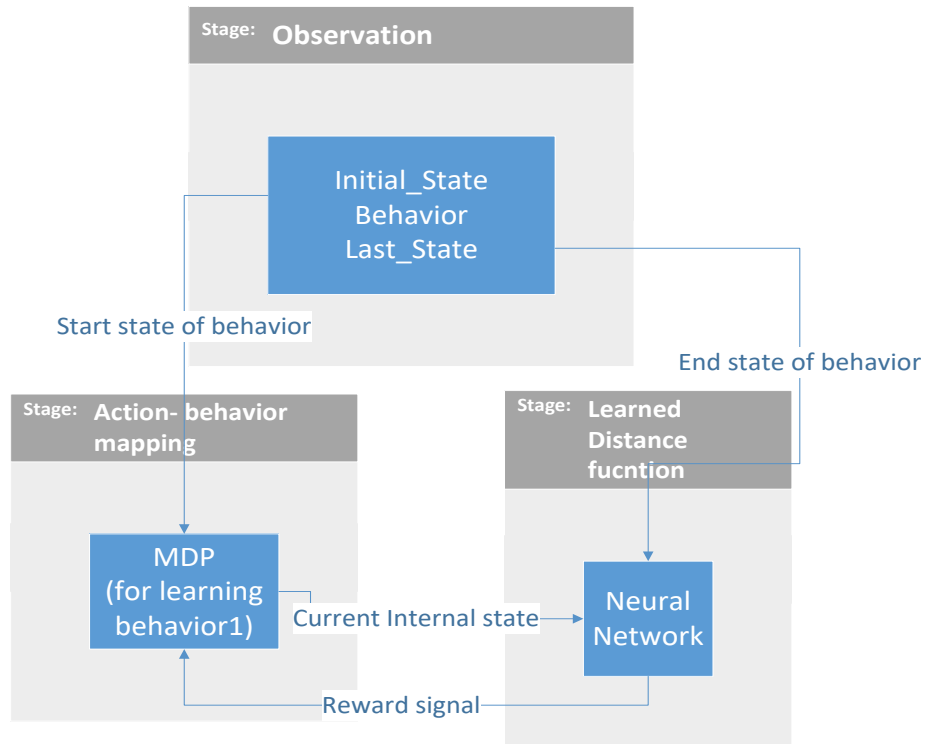 Stage: Observation
Initial_State
Behavior
Last_State
Start state of behavior
End state of behavior
Stage: Action- behavior
mapping
Stage: Learned
Distance
fucntion
MDP
(for learning
behavior1)
Current Internal state
Neural
Network
Reward signal